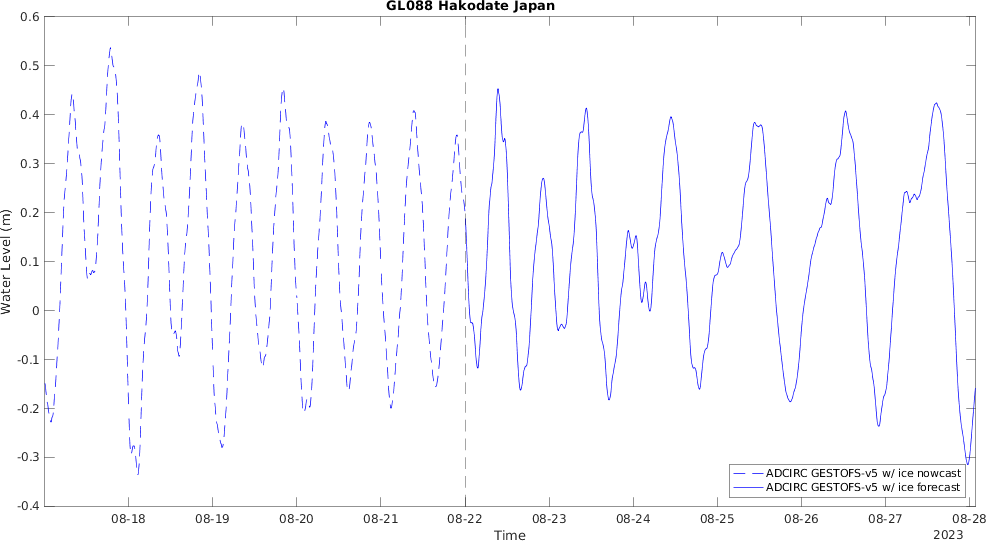 GL088 Hakodate Japan
0.6
0.5
0.4
0.3
0.2
0.1
0
-0.1
-0.2
-0.3
-0.4
Water Level (m)
ADCIRC GESTOFS-v5 w/ ice nowcast
ADCIRC GESTOFS-v5 w/ ice forecast
08-18 08-19 08-20 08-21 08-22 08-23 08-24 08-25 08-26 08-27 08-28
Time
2023